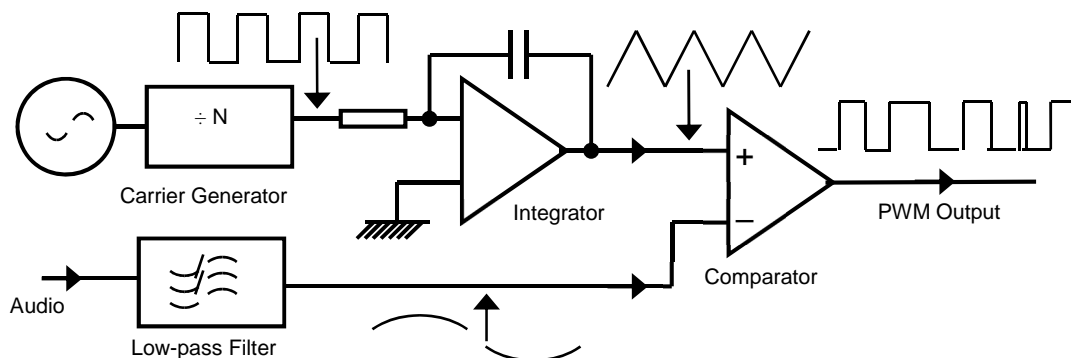 ÷ N
Carrier Generator
Integrator
+
−
PWM Output
Comparator
Audio
Low-pass Filter